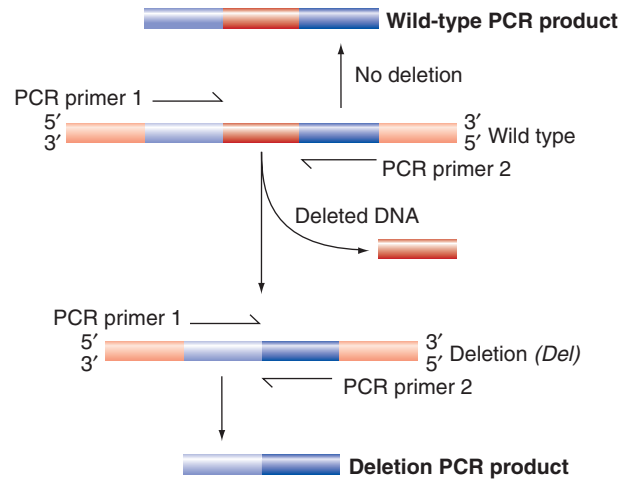 Wild-type PCR product
No deletion
PCR primer 1
5′ 3′
3′ 5′ Wild type
PCR primer 2
Deleted DNA
PCR primer 1
5′ 3′
3′ 5′ Deletion (Del)
PCR primer 2
Deletion PCR product